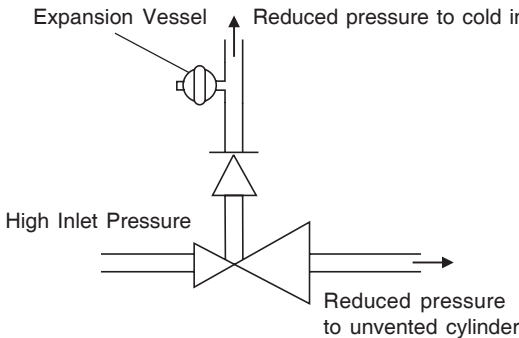 Expansion Vessel
Reduced pressure to cold in
High Inlet Pressure
Reduced pressure
to unvented cylinder